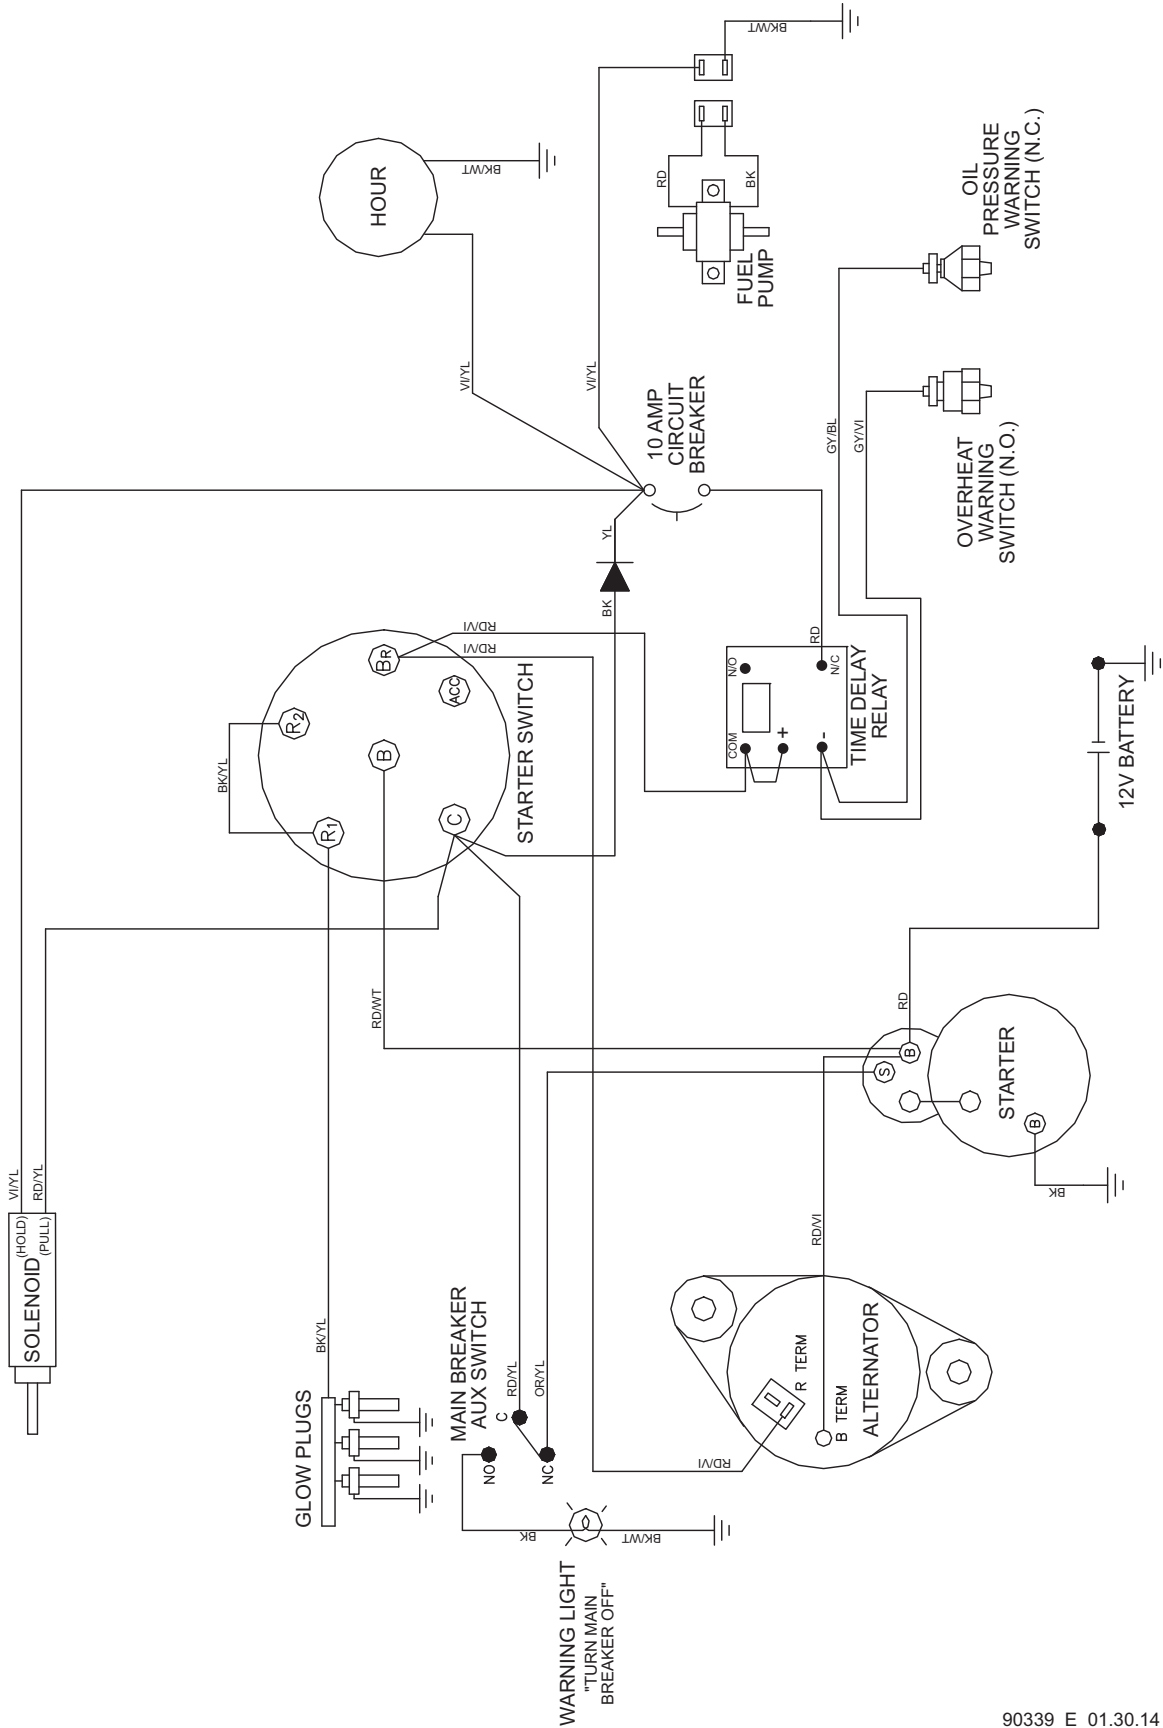 SOLENOID
(HOLD)
(PULL)
VI/YL
RD/YL
GLOW PLUGS
BK/YL
BK/YL
R1
R2
B
BR
C
ACC
STARTER SWITCH
RD/VI
RD/VI
RD/WT
HOUR
VI/YL
BK/WT
MAIN BREAKER
AUX SWITCH
C
NO
NC
RD/YL
OR/YL
WARNING LIGHT
"TURN MAIN
BREAKER OFF"
BK
BK/WT
BK
YL
10 AMP
CIRCUIT
BREAKER
VI/YL
BK/WT
RD
BK
FUEL
PUMP
COM
N/O
+
-
N/C
RD
TIME DELAY
RELAY
GY/BL
GY/VI
OIL
PRESSURE
WARNING
SWITCH (N.C.)
OVERHEAT
WARNING
SWITCH (N.O.)
RD/VI
R TERM
B TERM
ALTERNATOR
RD/VI
S
B
RD
STARTER
B
BK
12V BATTERY
90339 E 01.30.14